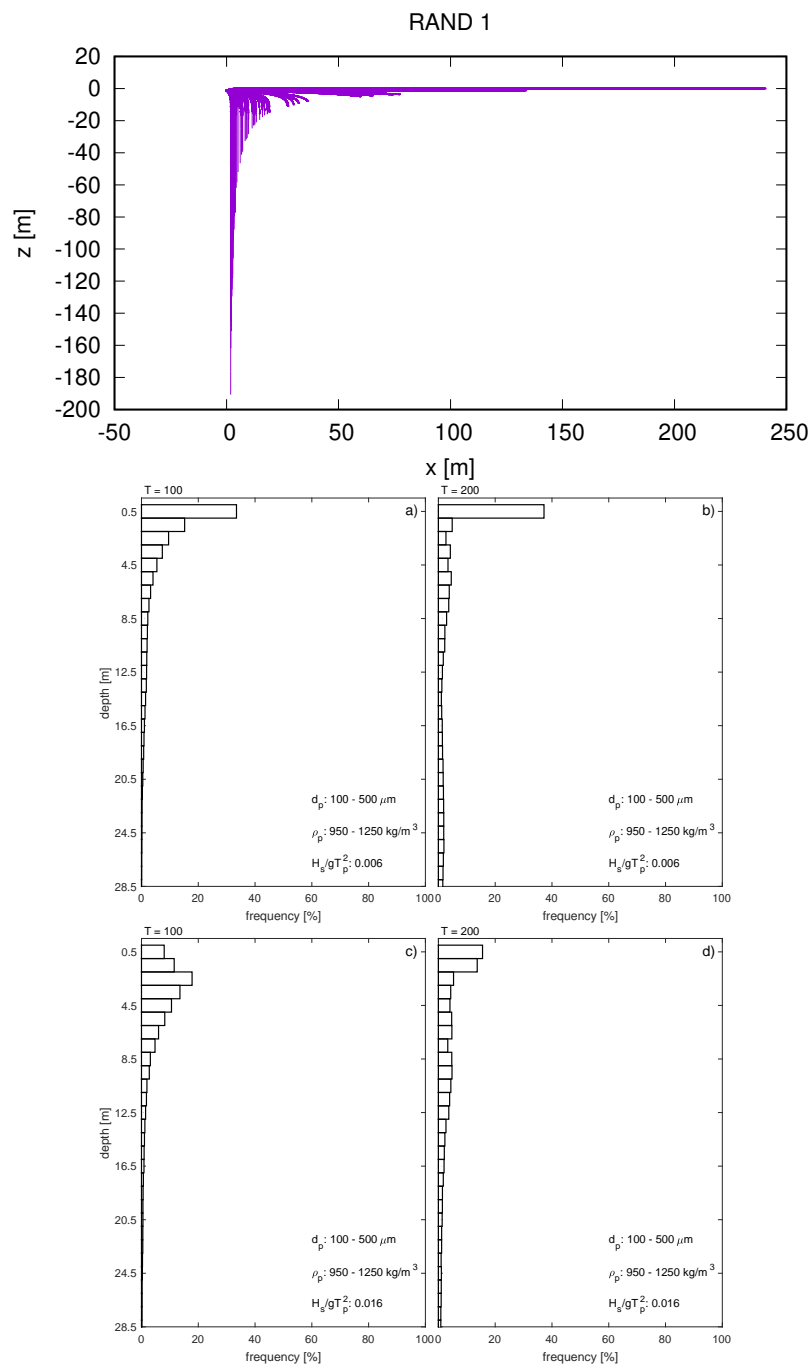 RAND 1
20
0
-20
-40
-60
-80
-100
-120
-140
-160
-180
-200
z [m]
-50 0 50 100 150 200 250
x [m]
T = 100
a)
0.5
4.5
8.5
12.5
16.5
20.5
24.5
28.5
depth [m]
d_p: 100 - 500 μm
ρ_p: 950 - 1250 kg/m^3
H_s/gT_p^2: 0.006
0 20 40 60 80 100
frequency [%]
T = 200
b)
d_p: 100 - 500 μm
ρ_p: 950 - 1250 kg/m^3
H_s/gT_p^2: 0.006
0 20 40 60 80 100
frequency [%]
T = 100
c)
0.5
4.5
8.5
12.5
16.5
20.5
24.5
28.5
depth [m]
d_p: 100 - 500 μm
ρ_p: 950 - 1250 kg/m^3
H_s/gT_p^2: 0.016
0 20 40 60 80 100
frequency [%]
T = 200
d)
d_p: 100 - 500 μm
ρ_p: 950 - 1250 kg/m^3
H_s/gT_p^2: 0.016
0 20 40 60 80 100
frequency [%]